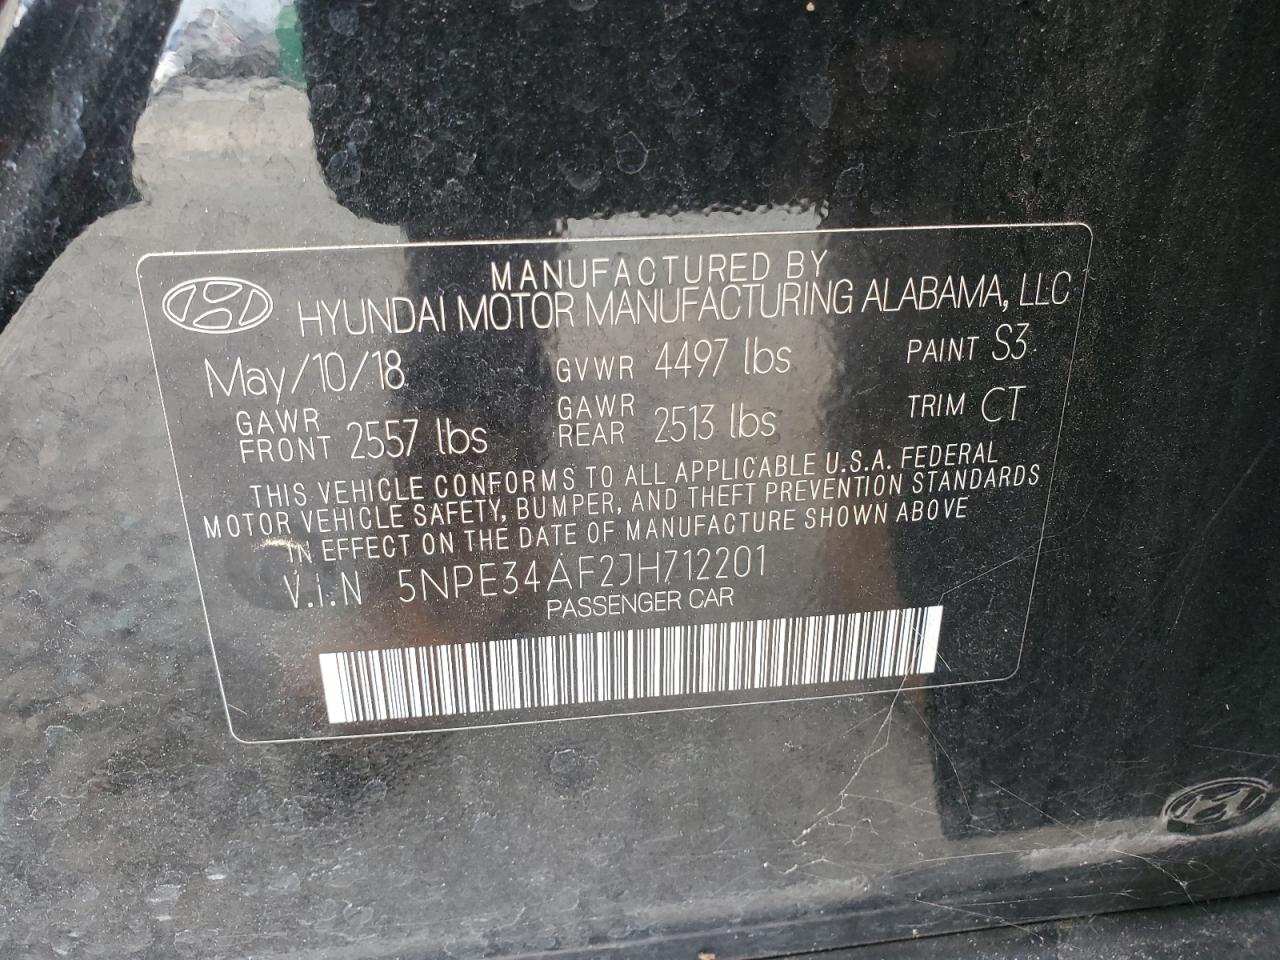 MANUFACTURED BY
HYUNDAI MOTOR MANUFACTURING ALABAMA, LLC
May/10/18 GVWR 4497 lbs PAINT S3
GAWR FRONT 2557 lbs GAWR REAR 2513 lbs TRIM CT
THIS VEHICLE CONFORMS TO ALL APPLICABLE U.S.A. FEDERAL
MOTOR VEHICLE SAFETY, BUMPER, AND THEFT PREVENTION STANDARDS
IN EFFECT ON THE DATE OF MANUFACTURE SHOWN ABOVE
V.i.N 5NPE34AF2JH712201
PASSENGER CAR